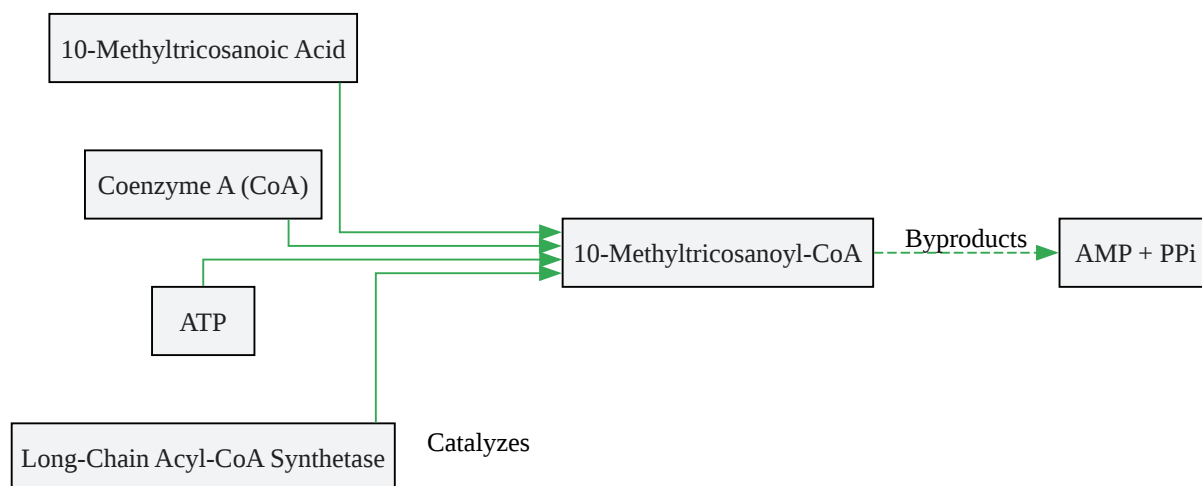 10-Methyltricosanoic Acid
Coenzyme A (CoA)
ATP
Long-Chain Acyl-CoA Synthetase
Catalyzes
10-Methyltricosanoyl-CoA
Byproducts
AMP + PPi